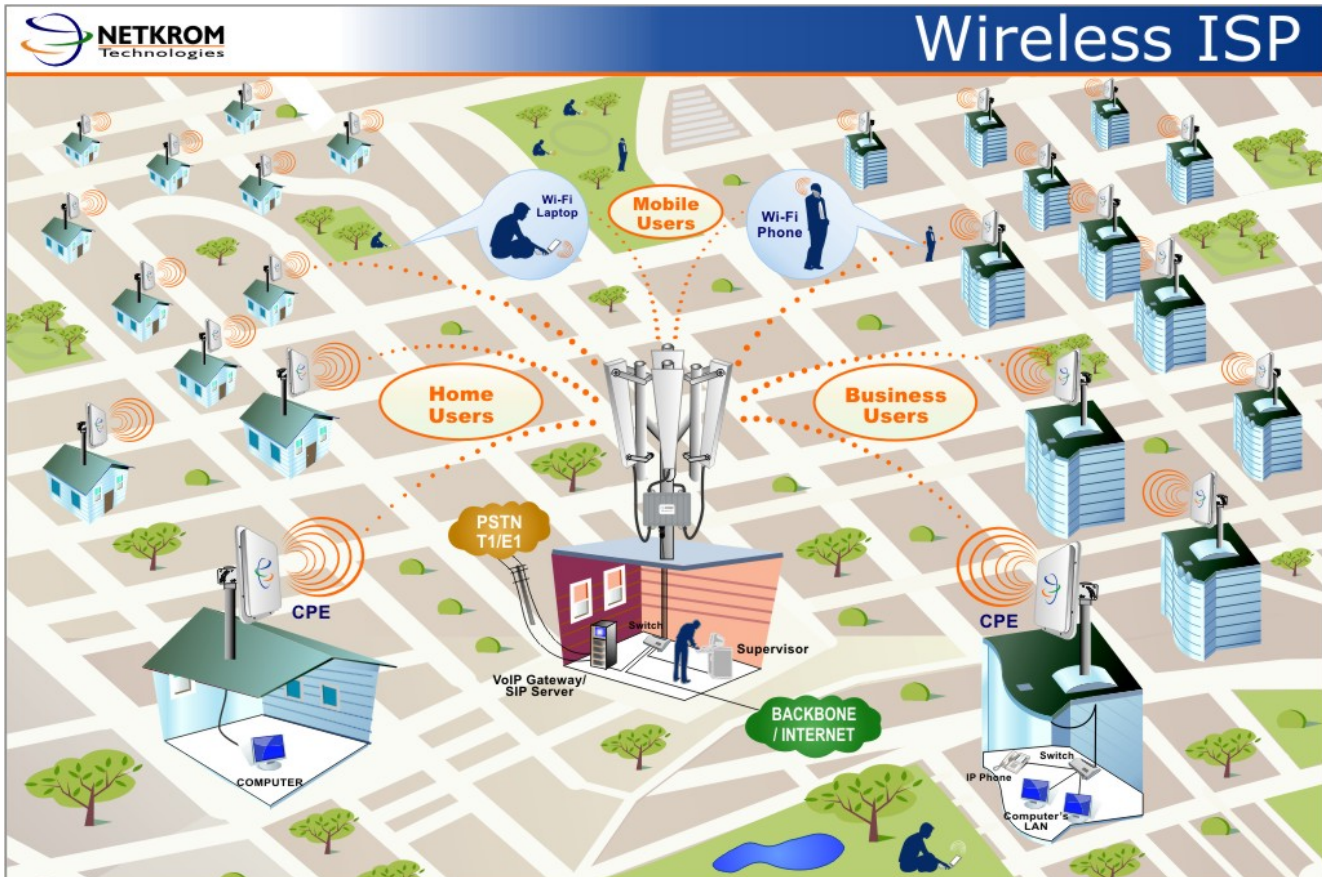 NETKROM
Technologies
Wireless ISP
Wi-Fi
Laptop
Mobile
Users
Wi-Fi
Phone
Home
Users
Business
Users
PSTN
T1/E1
CPE
CPE
Switch
Supervisor
VoIP Gateway/
SIP Server
BACKBONE
/ INTERNET
COMPUTER
Switch
IP Phone
Computer's
LAN